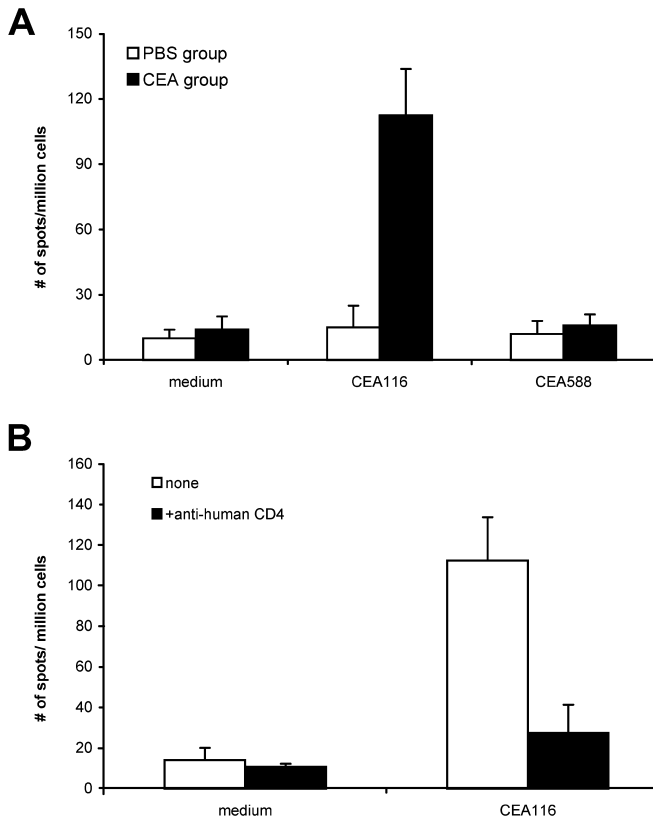 A
PBS group
CEA group
# of spots/million cells
150
120
90
60
30
0
medium
CEA116
CEA588
B
none
+anti-human CD4
# of spots/ million cells
160
140
120
100
80
60
40
20
0
medium
CEA116